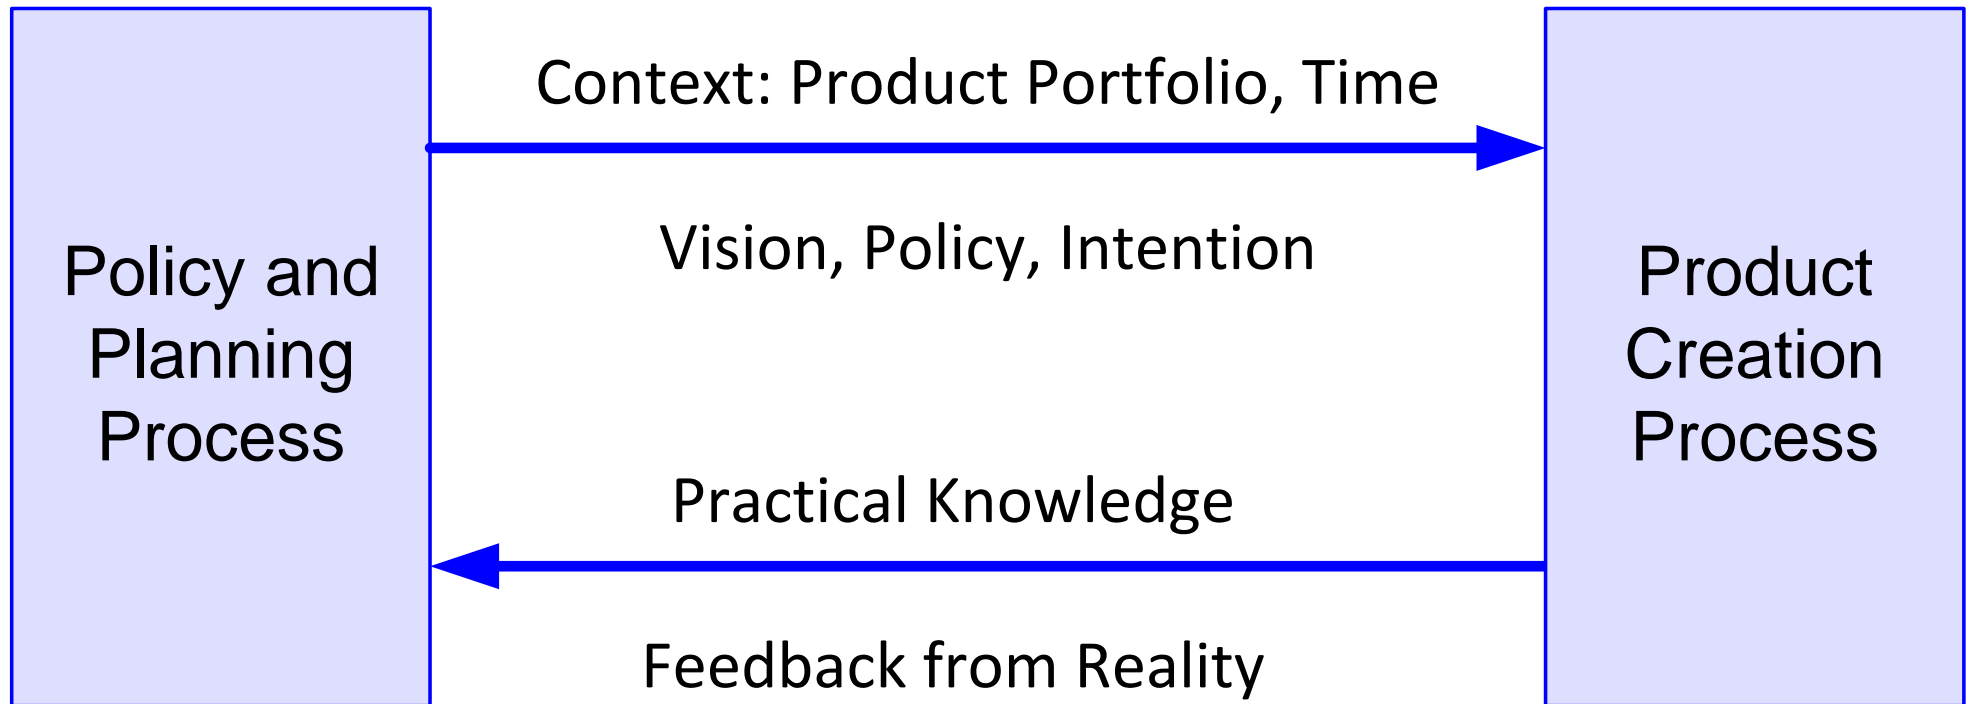 Policy and
Planning
Process
Context: Product Portfolio, Time
Vision, Policy, Intention
Practical Knowledge
Feedback from Reality
Product
Creation
Process